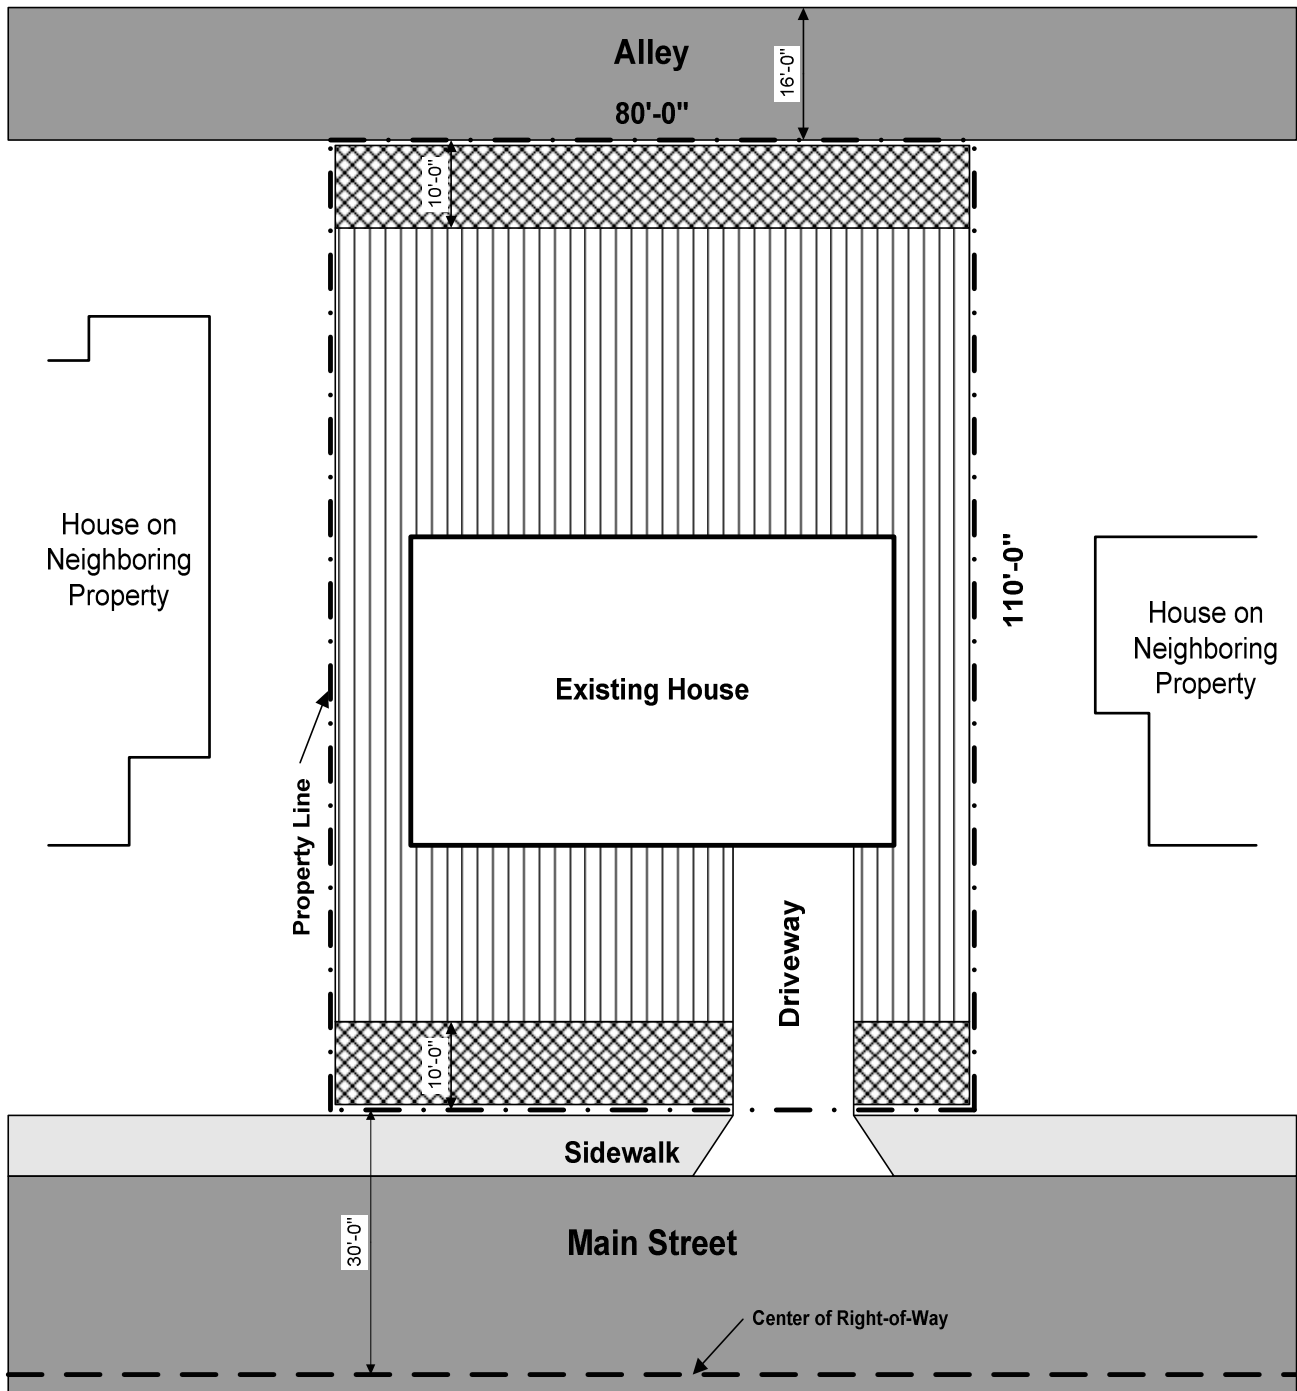 Alley
16'-0"
80'-0"
10'-0"
House on
Neighboring
Property
110'-0"
House on
Neighboring
Property
Existing House
Property Line
Driveway
10'-0"
Sidewalk
30'-0"
Main Street
Center of Right-of-Way